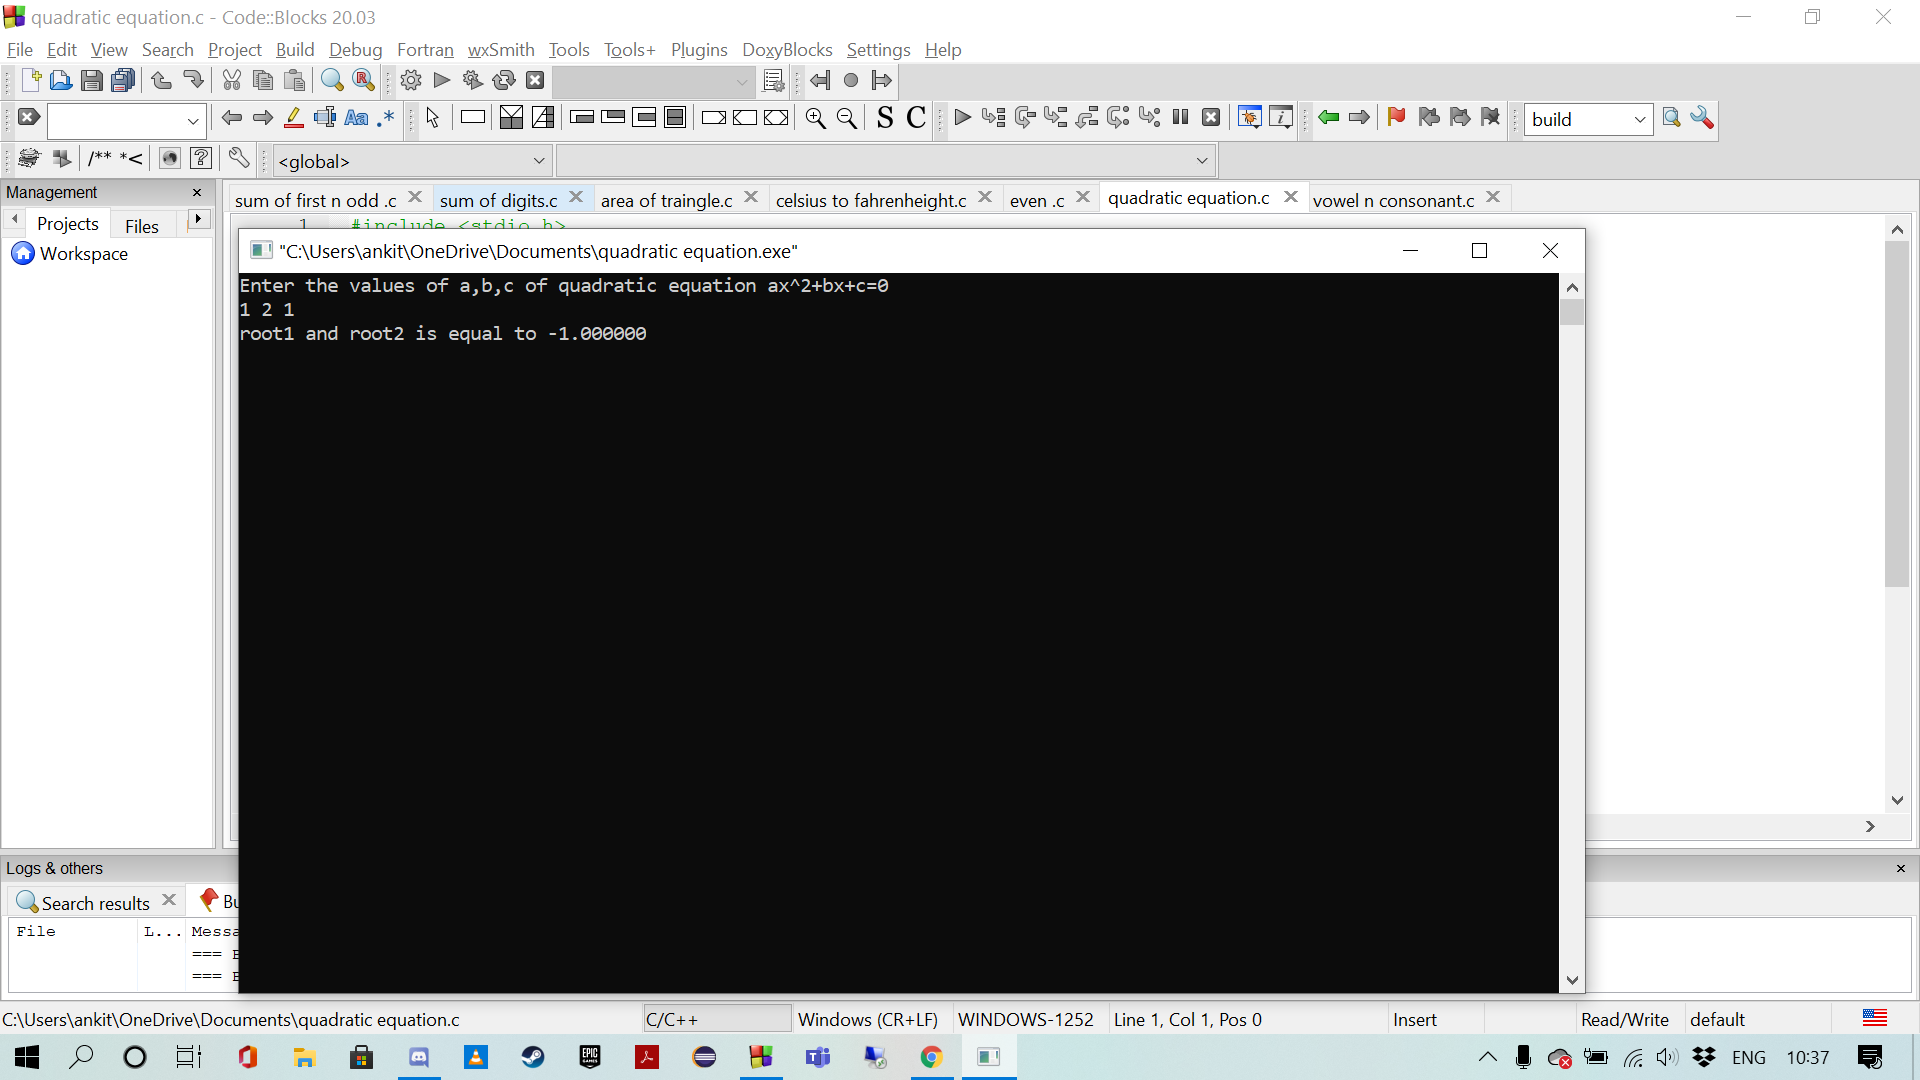 quadratic equation.c - Code::Blocks 20.03
File Edit View Search Project Build Debug Fortran wxSmith Tools Tools+ Plugins DoxyBlocks Settings Help
Aa .* S C build
/** *< <global>
Management
Projects Files
Workspace
sum of first n odd .c sum of digits.c area of traingle.c celsius to fahrenheight.c even .c quadratic equation.c vowel n consonant.c
1 #include <stdio.h>
"C:\Users\ankit\OneDrive\Documents\quadratic equation.exe"
Enter the values of a,b,c of quadratic equation ax^2+bx+c=0
1 2 1
root1 and root2 is equal to -1.000000
Logs & others
Search results Bu
File L... Messa
=== B
=== B
C:\Users\ankit\OneDrive\Documents\quadratic equation.c C/C++ Windows (CR+LF) WINDOWS-1252 Line 1, Col 1, Pos 0 Insert Read/Write default
EPIC GAMES ENG 10:37